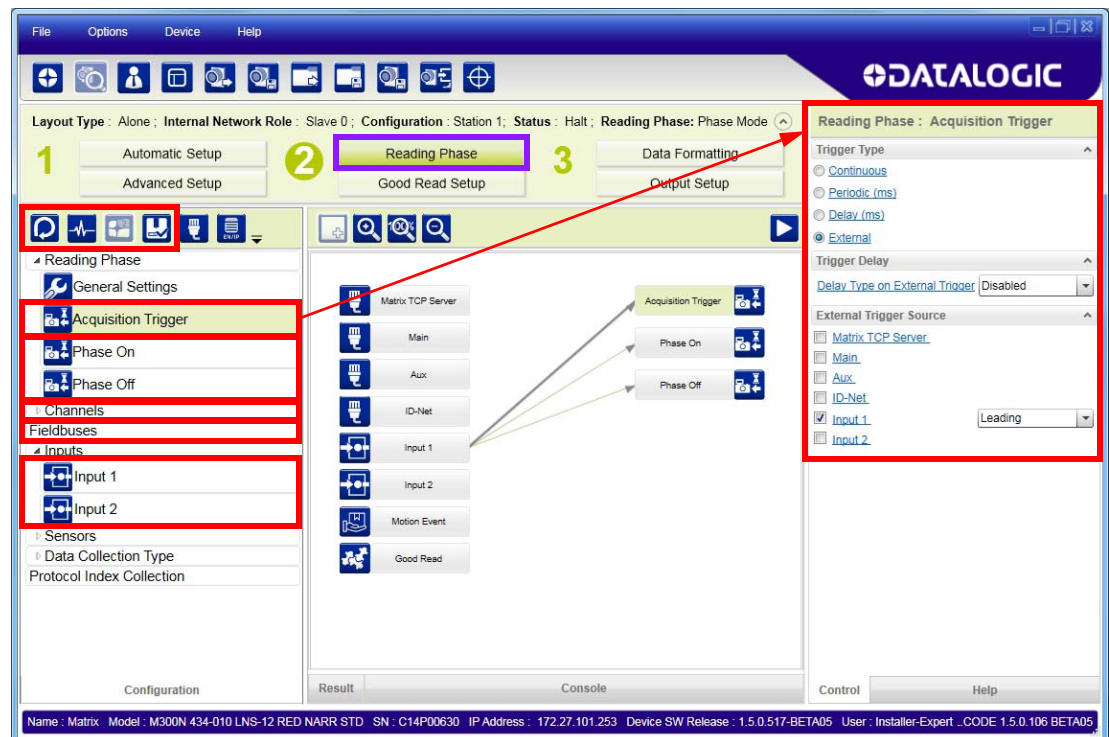 File Options Device Help
DATALOGIC
Layout Type : Alone ; Internal Network Role : Slave 0 ; Configuration : Station 1; Status : Halt ; Reading Phase: Phase Mode
1 Automatic Setup
Advanced Setup
2 Reading Phase
Good Read Setup
3 Data Formatting
Output Setup
EN/IP
Reading Phase
General Settings
Acquisition Trigger
Phase On
Phase Off
Channels
Fieldbuses
Inputs
Input 1
Input 2
Sensors
Data Collection Type
Protocol Index Collection
Configuration
100%
Matrix TCP Server
Main
Aux
ID-Net
Input 1
Input 2
Motion Event
Good Read
Acquisition Trigger
Phase On
Phase Off
Result Console
Reading Phase : Acquisition Trigger
Trigger Type
Continuous
Periodic (ms)
Delay (ms)
External
Trigger Delay
Delay Type on External Trigger Disabled
External Trigger Source
Matrix TCP Server
Main
Aux
ID-Net
Input 1 Leading
Input 2
Control Help
Name : Matrix Model : M300N 434-010 LNS-12 RED NARR STD SN : C14P00630 IP Address : 172.27.101.253 Device SW Release : 1.5.0.517-BETA05 User : Installer-Expert _CODE 1.5.0.106 BETA05